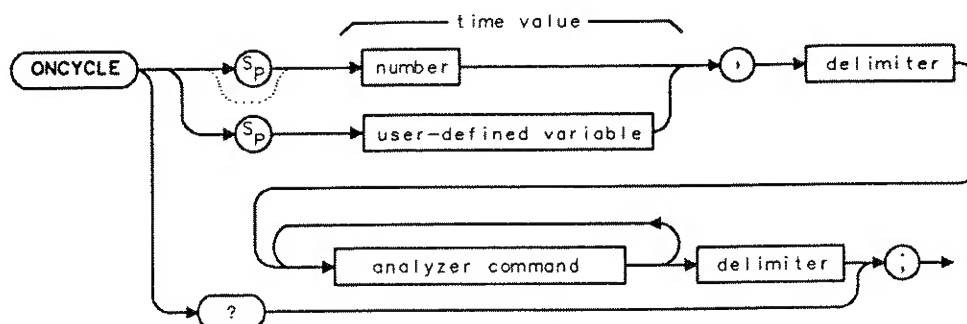 time value
ONCYCLE
Sp
number
,
delimiter
Sp
user-defined variable
analyzer command
delimiter
;
?